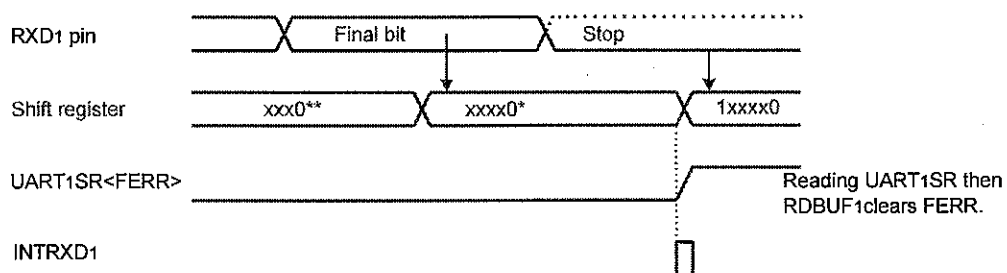 RXD1 pin
Final bit
Stop
Shift register
xxx0**
xxxx0*
1xxxx0
UART1SR<FERR>
Reading UART1SR then
RDBUF1clears FERR.
INTRXD1